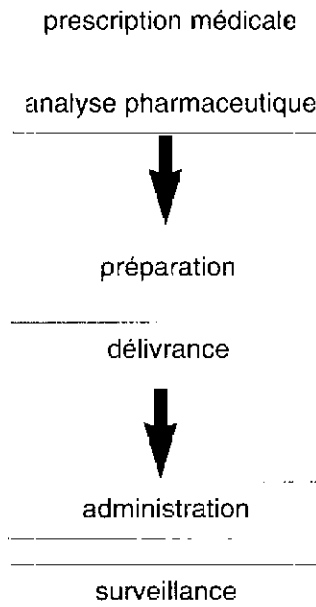 prescription médicale
analyse pharmaceutique
préparation
délivrance
administration
surveillance